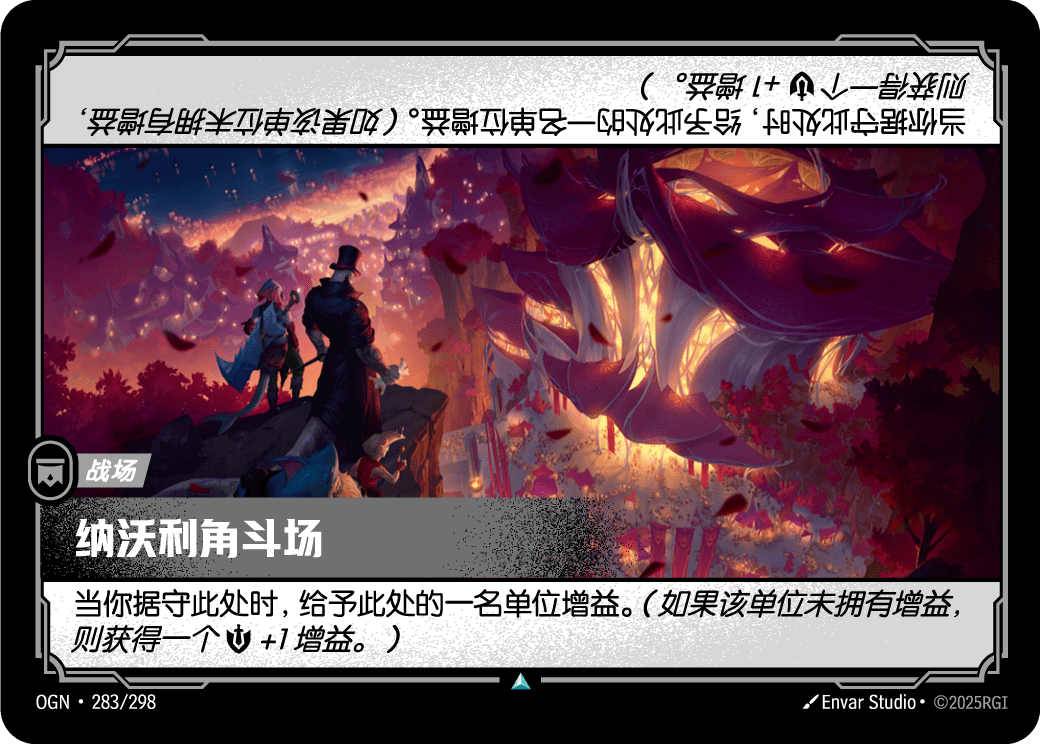 当你据守此处时，给予此处的一名单位增益。（如果该单位未拥有增益，
则获得一个 +1 增益。）
战场
纳沃利角斗场
当你据守此处时，给予此处的一名单位增益。（如果该单位未拥有增益，
则获得一个 +1 增益。）
OGN • 283/298
Envar Studio • ©2025RGI